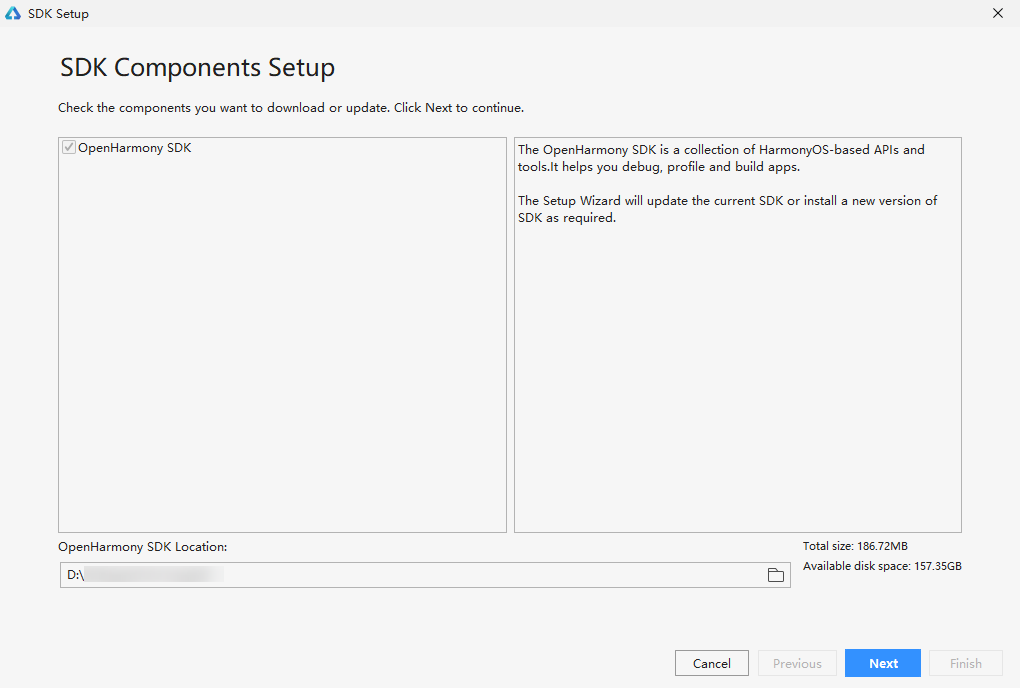 SDK Setup
SDK Components Setup
Check the components you want to download or update. Click Next to continue.
OpenHarmony SDK
The OpenHarmony SDK is a collection of HarmonyOS-based APIs and
tools.It helps you debug, profile and build apps.
The Setup Wizard will update the current SDK or install a new version of
SDK as required.
OpenHarmony SDK Location:
D:\
Total size: 186.72MB
Available disk space: 157.35GB
Cancel
Previous
Next
Finish